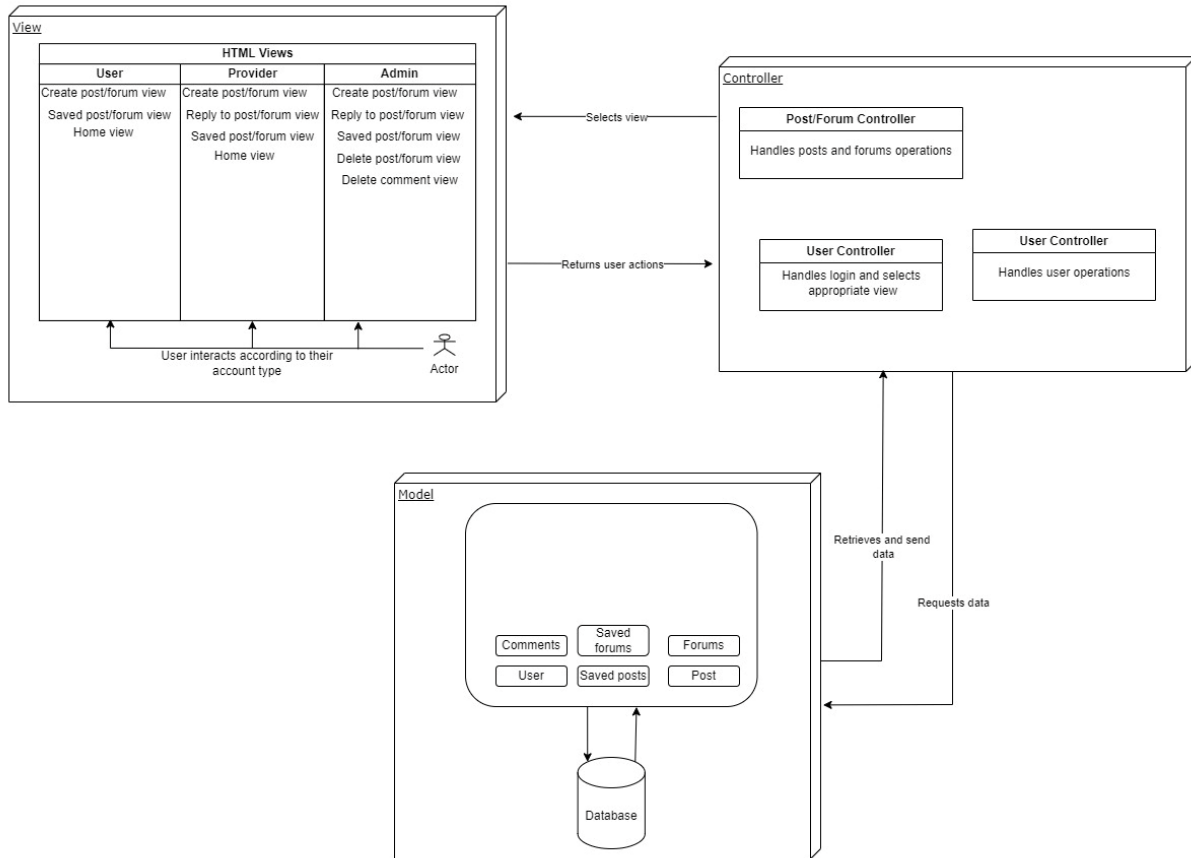 View
HTML Views
User
Provider
Admin
Create post/forum view
Saved post/forum view
Home view
Create post/forum view
Reply to post/forum view
Saved post/forum view
Home view
Create post/forum view
Reply to post/forum view
Saved post/forum view
Delete post/forum view
Delete comment view
User interacts according to their
account type
Actor
Selects view
Returns user actions
Controller
Post/Forum Controller
Handles posts and forums operations
User Controller
Handles login and selects
appropriate view
User Controller
Handles user operations
Retrieves and send
data
Requests data
Model
Comments
Saved
forums
Forums
User
Saved posts
Post
Database